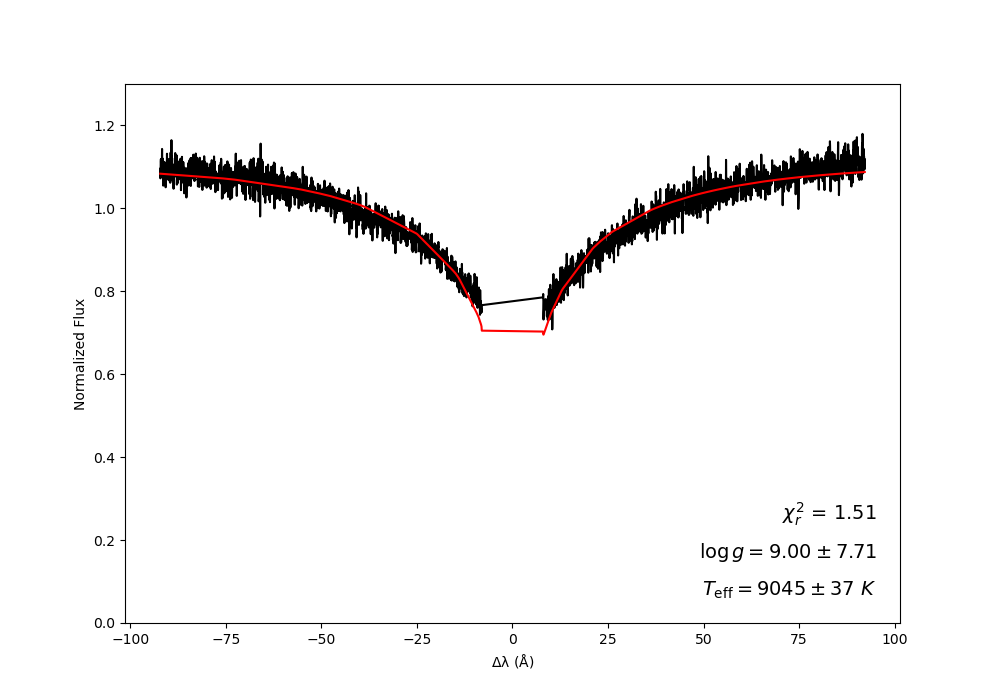 1.2
1.0
0.8
0.6
0.4
0.2
0.0
Normalized Flux
χ²ᵣ = 1.51
log g = 9.00 ± 7.71
T_eff = 9045 ± 37 K
−100 −75 −50 −25 0 25 50 75 100
Δλ (Å)